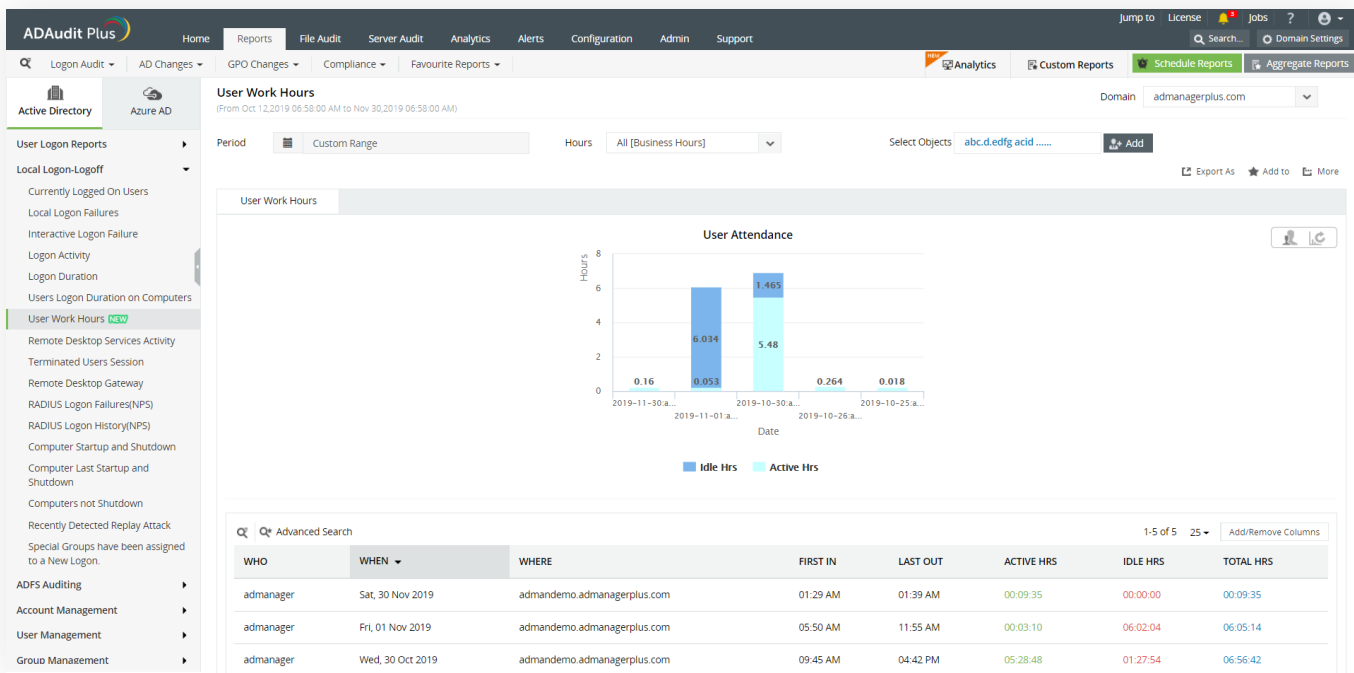 Jump to License 3 Jobs ?
ADAudit Plus
Home Reports File Audit Server Audit Analytics Alerts Configuration Admin Support
Search... Domain Settings
Logon Audit AD Changes GPO Changes Compliance Favourite Reports
NEW Analytics Custom Reports Schedule Reports Aggregate Reports
Active Directory Azure AD
User Logon Reports
Local Logon-Logoff
Currently Logged On Users
Local Logon Failures
Interactive Logon Failure
Logon Activity
Logon Duration
Users Logon Duration on Computers
User Work Hours NEW
Remote Desktop Services Activity
Terminated Users Session
Remote Desktop Gateway
RADIUS Logon Failures(NPS)
RADIUS Logon History(NPS)
Computer Startup and Shutdown
Computer Last Startup and
Shutdown
Computers not Shutdown
Recently Detected Replay Attack
Special Groups have been assigned
to a New Logon.
ADFS Auditing
Account Management
User Management
Group Management
User Work Hours
(From Oct 12,2019 06:58:00 AM to Nov 30,2019 06:58:00 AM)
Domain admanagerplus.com
Period Custom Range Hours All [Business Hours] Select Objects abc.d.edfg acid ...... Add
Export As Add to More
User Work Hours
User Attendance
Hours
8
6
4
2
0
1.465
6.034
5.48
0.16 0.053 0.264 0.018
2019-11-30:a... 2019-10-30:a... 2019-10-25:a...
2019-11-01:a... 2019-10-26:a...
Date
Idle Hrs Active Hrs
Advanced Search 1-5 of 5 25 Add/Remove Columns
WHO WHEN WHERE FIRST IN LAST OUT ACTIVE HRS IDLE HRS TOTAL HRS
admanager Sat, 30 Nov 2019 admandemo.admanagerplus.com 01:29 AM 01:39 AM 00:09:35 00:00:00 00:09:35
admanager Fri, 01 Nov 2019 admandemo.admanagerplus.com 05:50 AM 11:55 AM 00:03:10 06:02:04 06:05:14
admanager Wed, 30 Oct 2019 admandemo.admanagerplus.com 09:45 AM 04:42 PM 05:28:48 01:27:54 06:56:42